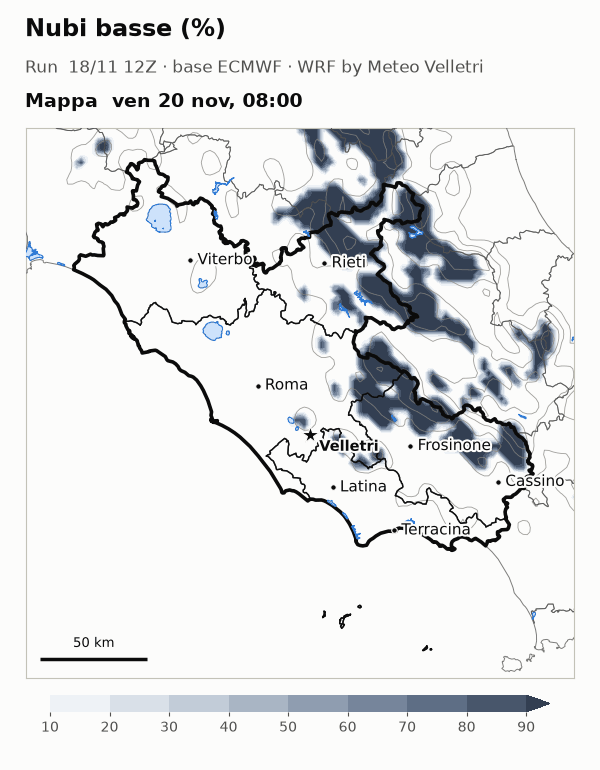 Nubi basse (%)
Run 18/11 12Z · base ECMWF · WRF by Meteo Velletri
Mappa ven 20 nov, 08:00
Viterbo
Rieti
Roma
Velletri
Frosinone
Latina
Cassino
Terracina
50 km
10 20 30 40 50 60 70 80 90